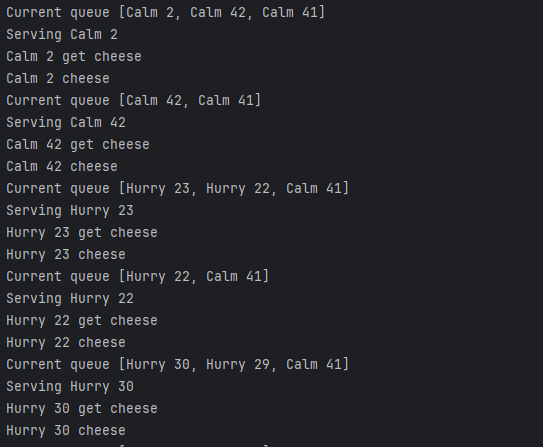 Current queue [Calm 2, Calm 42, Calm 41]
Serving Calm 2
Calm 2 get cheese
Calm 2 cheese
Current queue [Calm 42, Calm 41]
Serving Calm 42
Calm 42 get cheese
Calm 42 cheese
Current queue [Hurry 23, Hurry 22, Calm 41]
Serving Hurry 23
Hurry 23 get cheese
Hurry 23 cheese
Current queue [Hurry 22, Calm 41]
Serving Hurry 22
Hurry 22 get cheese
Hurry 22 cheese
Current queue [Hurry 30, Hurry 29, Calm 41]
Serving Hurry 30
Hurry 30 get cheese
Hurry 30 cheese